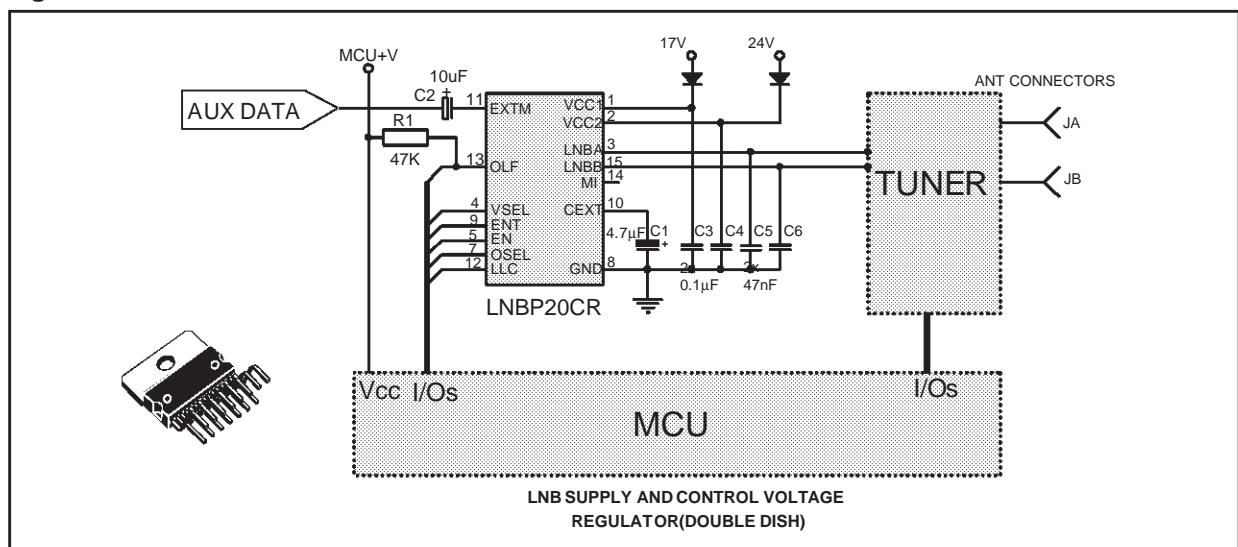 17V
24V
MCU+V
10uF
ANT CONNECTORS
C2
+
11
EXTM
VCC1
1
AUX DATA
JA
VCC2
2
R1
LNBA
3
47K
13
OLF
LNBB
15
TUNER
MI
14
JB
4
VSEL
CEXT
10
9
ENT
4.7µF
C1
C3
C4
C5
C6
5
EN
+
7
OSEL
12
LLC
GND
8
2x
0.1µF
47nF
LNBP20CR
Vcc
I/Os
I/Os
MCU
LNB SUPPLY AND CONTROL VOLTAGE
REGULATOR(DOUBLE DISH)